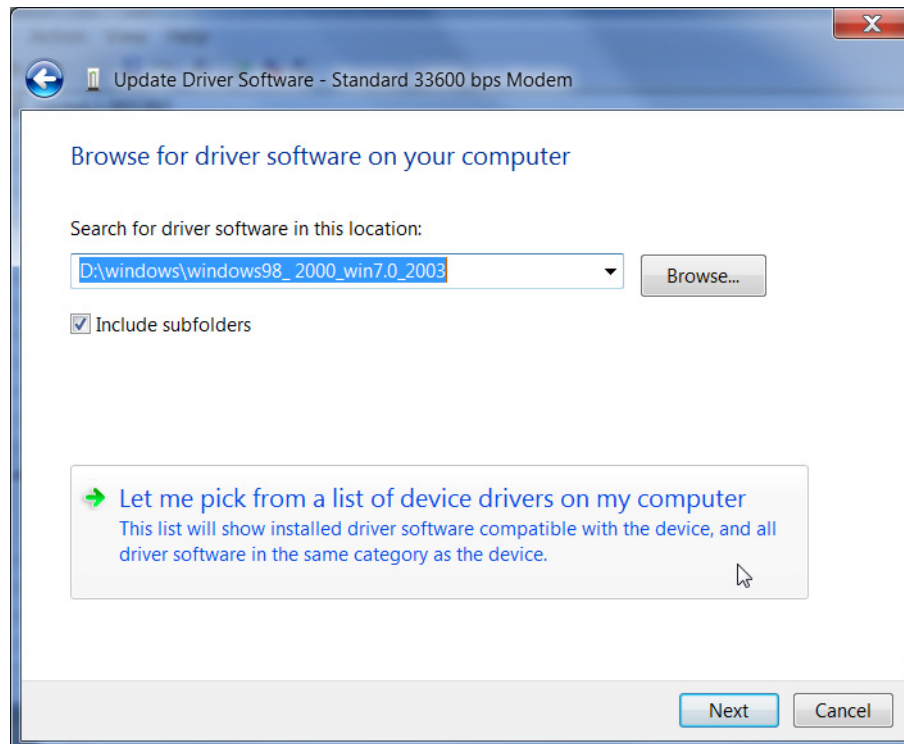 Action View Help
Update Driver Software - Standard 33600 bps Modem
Browse for driver software on your computer
Search for driver software in this location:
D:\windows\windows98_ 2000_win7.0_2003
Browse...
Include subfolders
Let me pick from a list of device drivers on my computer
This list will show installed driver software compatible with the device, and all
driver software in the same category as the device.
Next
Cancel